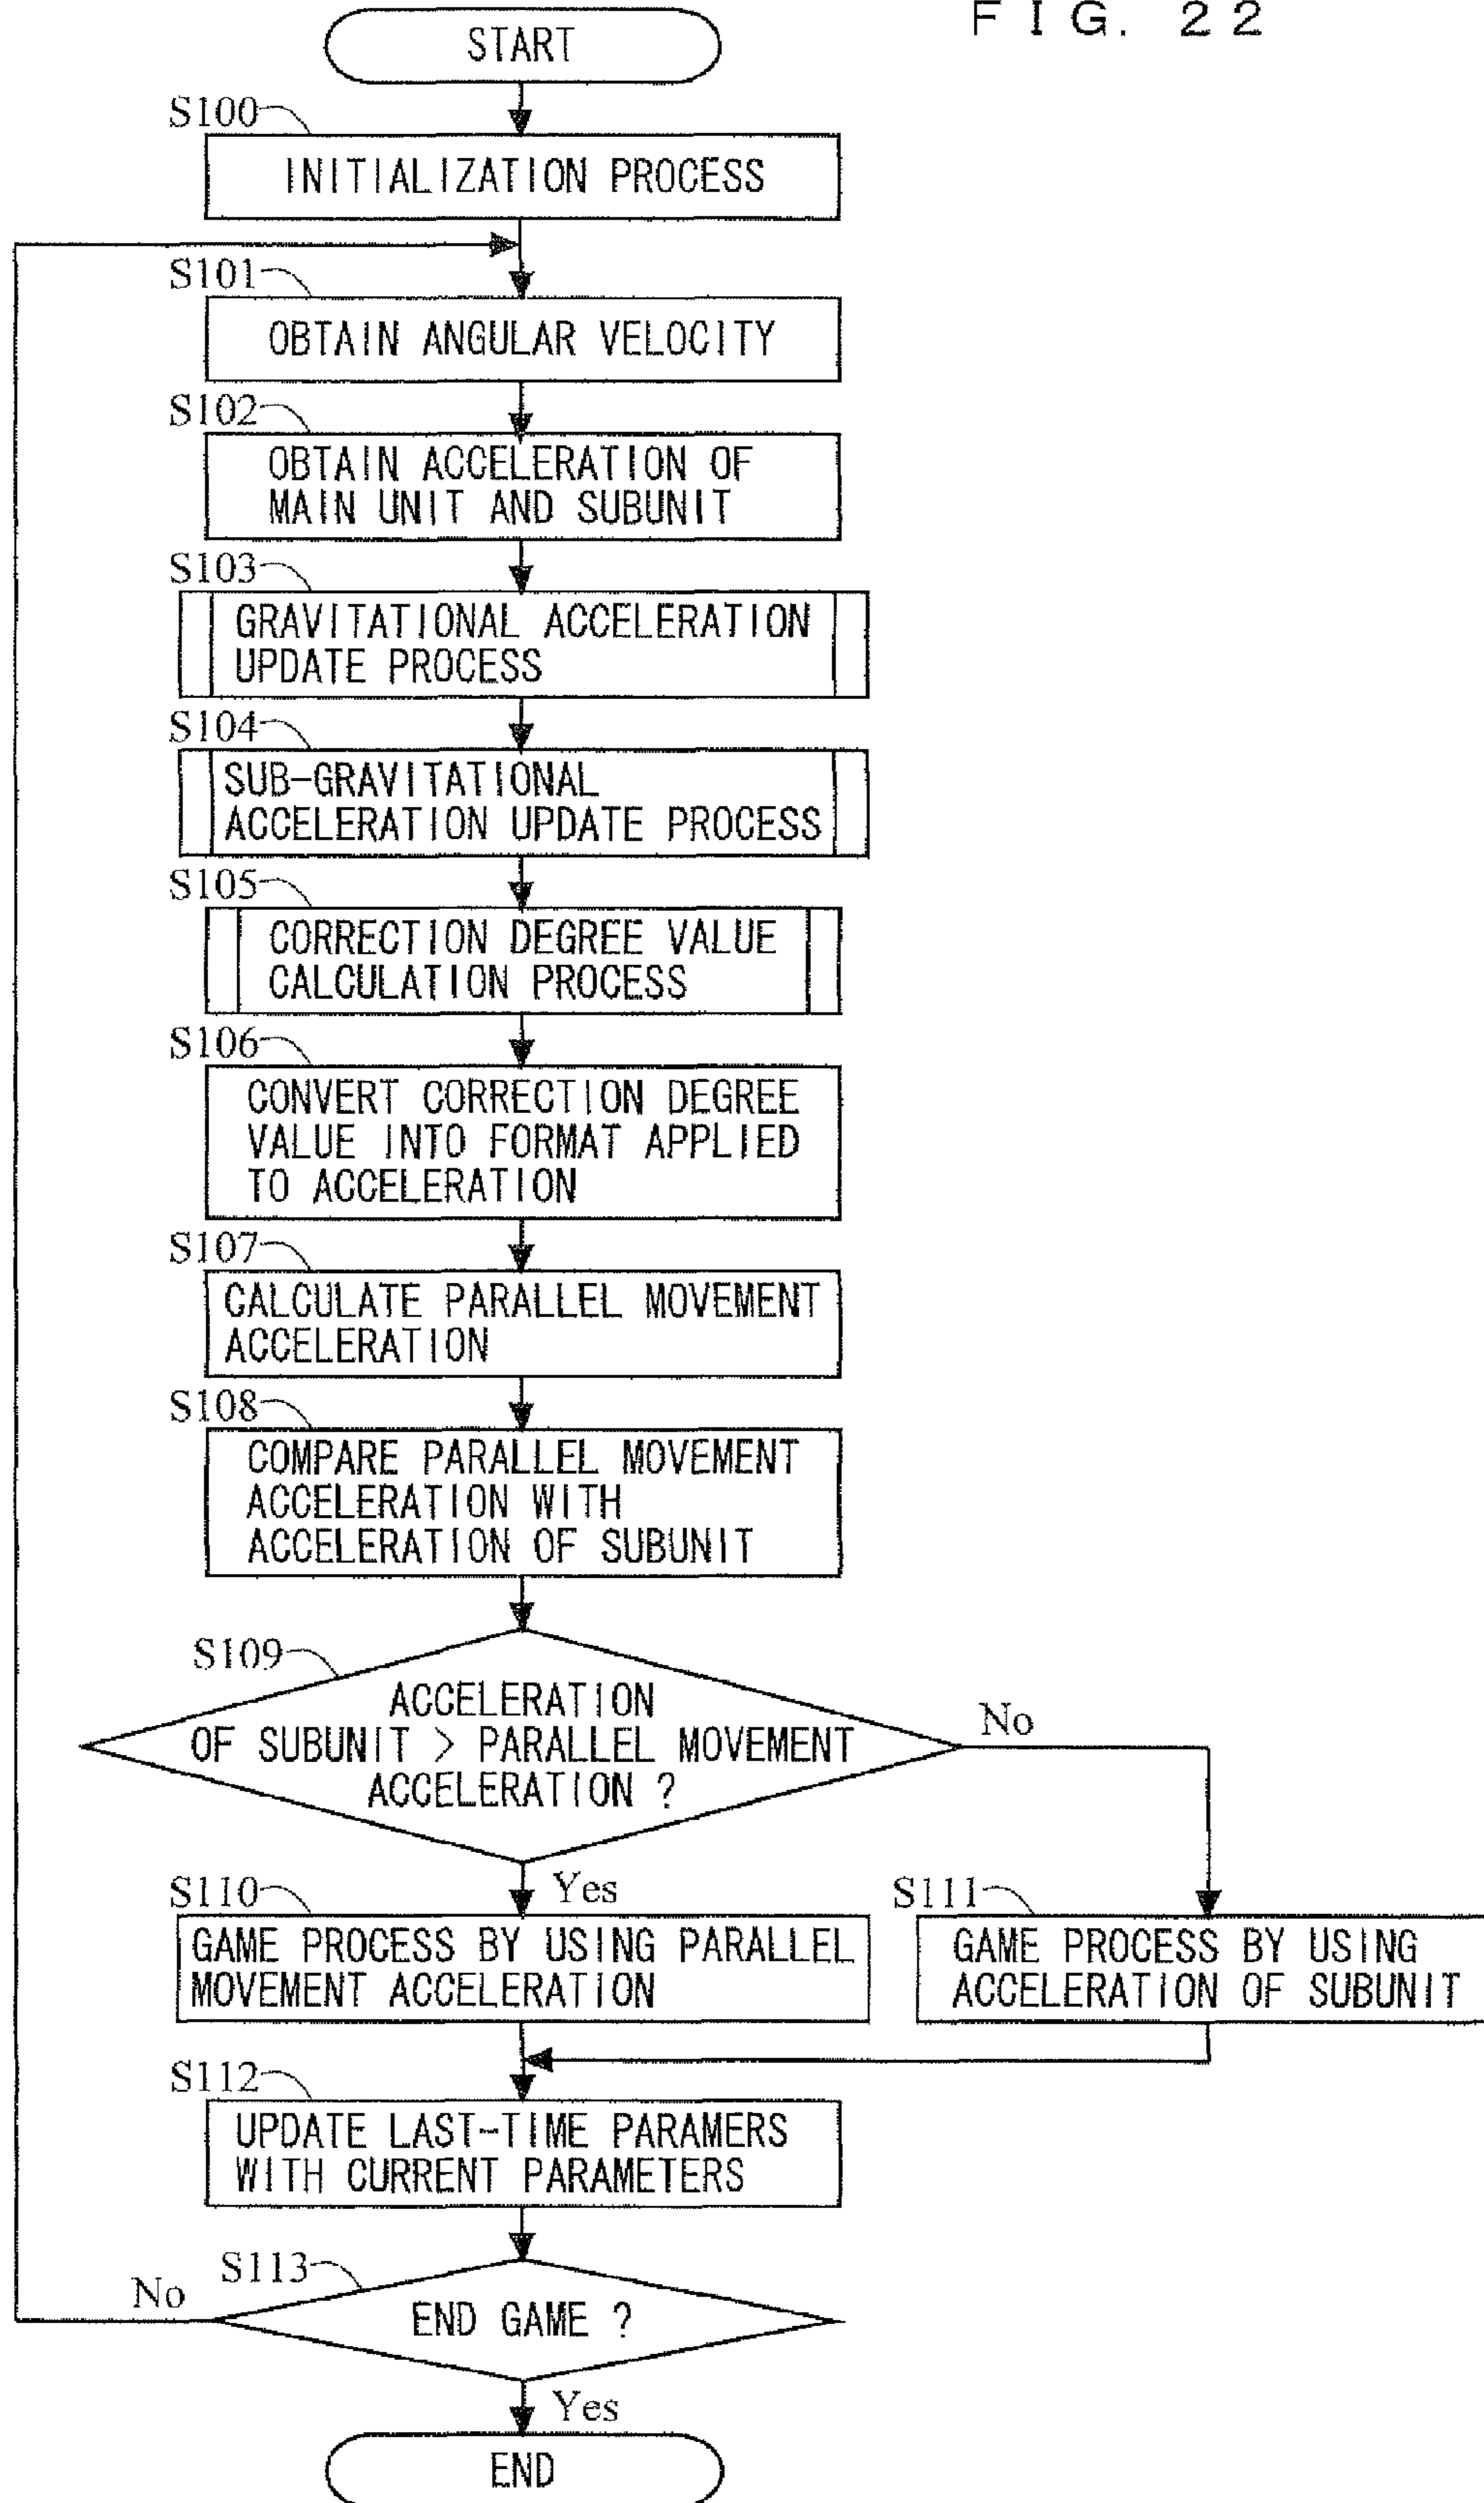 FIG. 22
START
S100
INITIALIZATION PROCESS
S101
OBTAIN ANGULAR VELOCITY
S102
OBTAIN ACCELERATION OF
MAIN UNIT AND SUBUNIT
S103
GRAVITATIONAL ACCELERATION
UPDATE PROCESS
S104
SUB-GRAVITATIONAL
ACCELERATION UPDATE PROCESS
S105
CORRECTION DEGREE VALUE
CALCULATION PROCESS
S106
CONVERT CORRECTION DEGREE
VALUE INTO FORMAT APPLIED
TO ACCELERATION
S107
CALCULATE PARALLEL MOVEMENT
ACCELERATION
S108
COMPARE PARALLEL MOVEMENT
ACCELERATION WITH
ACCELERATION OF SUBUNIT
S109
ACCELERATION
OF SUBUNIT > PARALLEL MOVEMENT
ACCELERATION ?
No
Yes
S110
GAME PROCESS BY USING PARALLEL
MOVEMENT ACCELERATION
S111
GAME PROCESS BY USING
ACCELERATION OF SUBUNIT
S112
UPDATE LAST-TIME PARAMERS
WITH CURRENT PARAMETERS
S113
No
END GAME ?
Yes
END